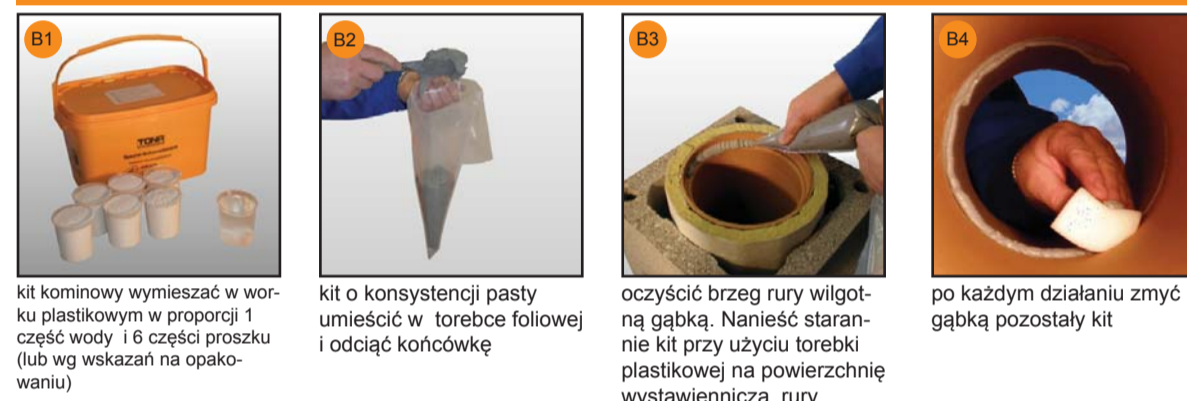 B1
kit kominowy wymieszać w wor-
ku plastikowym w proporcji 1
część wody i 6 części proszku
(lub wg wskazań na opako-
waniu)
B2
kit o konsystencji pasty
umieścić w torebce foliowej
i odciąć końcówkę
B3
oczyścić brzeg rury wilgot-
ną gąbką. Nanieść staran-
nie kit przy użyciu torebki
plastikowej na powierzchnię
wystawienniczą rury
B4
po każdym działaniu zmyć
gąbką pozostały kit
TONA